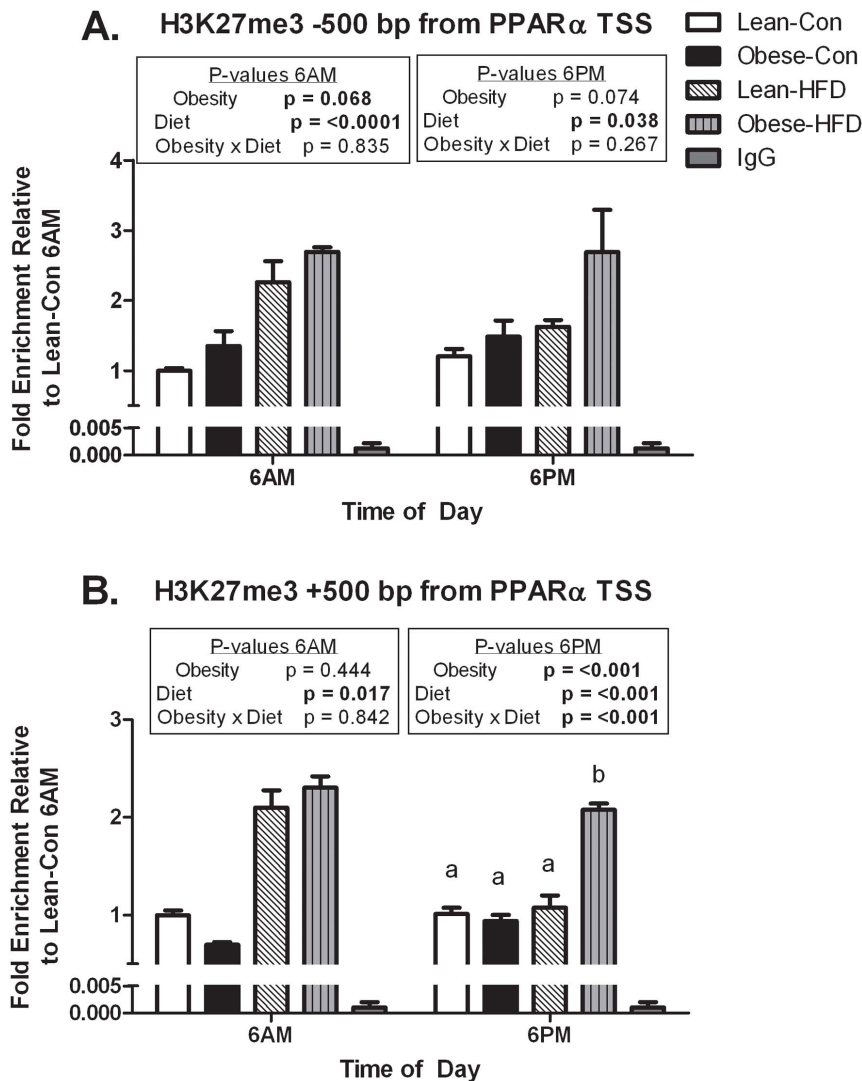 A. H3K27me3 -500 bp from PPARα TSS
Lean-Con
Obese-Con
Lean-HFD
Obese-HFD
IgG
P-values 6AM
Obesity p = 0.068
Diet p = <0.0001
Obesity x Diet p = 0.835
P-values 6PM
Obesity p = 0.074
Diet p = 0.038
Obesity x Diet p = 0.267
Fold Enrichment Relative
to Lean-Con 6AM
4
3
2
1
0.005
0.000
6AM
6PM
Time of Day
B. H3K27me3 +500 bp from PPARα TSS
P-values 6AM
Obesity p = 0.444
Diet p = 0.017
Obesity x Diet p = 0.842
P-values 6PM
Obesity p = <0.001
Diet p = <0.001
Obesity x Diet p = <0.001
Fold Enrichment Relative
to Lean-Con 6AM
3
2
1
0.005
0.000
a
a
a
b
6AM
6PM
Time of Day